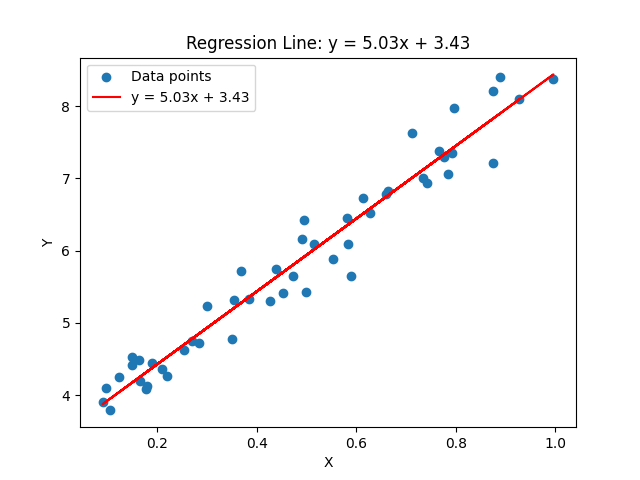 Regression Line: y = 5.03x + 3.43
Data points
y = 5.03x + 3.43
8
7
6
5
4
Y
0.2 0.4 0.6 0.8 1.0
X